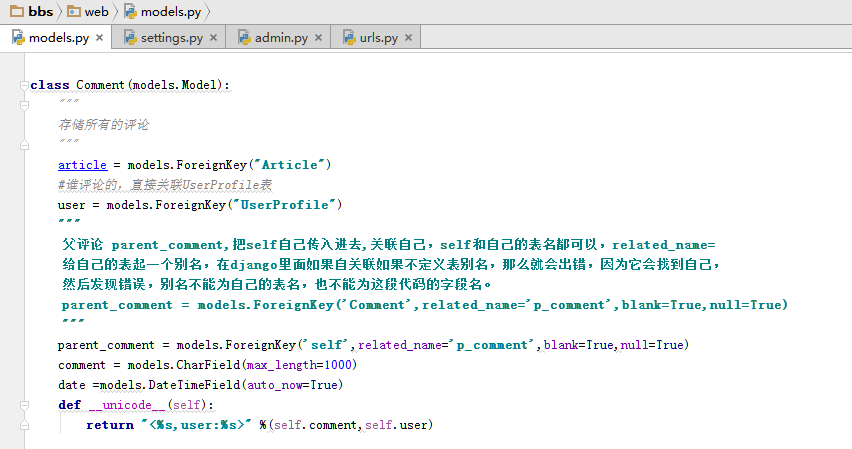 bbs web models.py
models.py settings.py admin.py urls.py
class Comment(models.Model):
"""
存储所有的评论
"""
article = models.ForeignKey("Article")
#谁评论的，直接关联UserProfile表
user = models.ForeignKey("UserProfile")
"""
父评论 parent_comment,把self自己传入进去,关联自己，self和自己的表名都可以，related_name=
给自己的表起一个别名，在django里面如果自关联如果不定义表别名，那么就会出错，因为它会找到自己，
然后发现错误，别名不能为自己的表名，也不能为这段代码的字段名。
parent_comment = models.ForeignKey('Comment',related_name='p_comment',blank=True,null=True)
"""
parent_comment = models.ForeignKey('self',related_name='p_comment',blank=True,null=True)
comment = models.CharField(max_length=1000)
date =models.DateTimeField(auto_now=True)
def __unicode__(self):
return "<%s,user:%s>" %(self.comment,self.user)